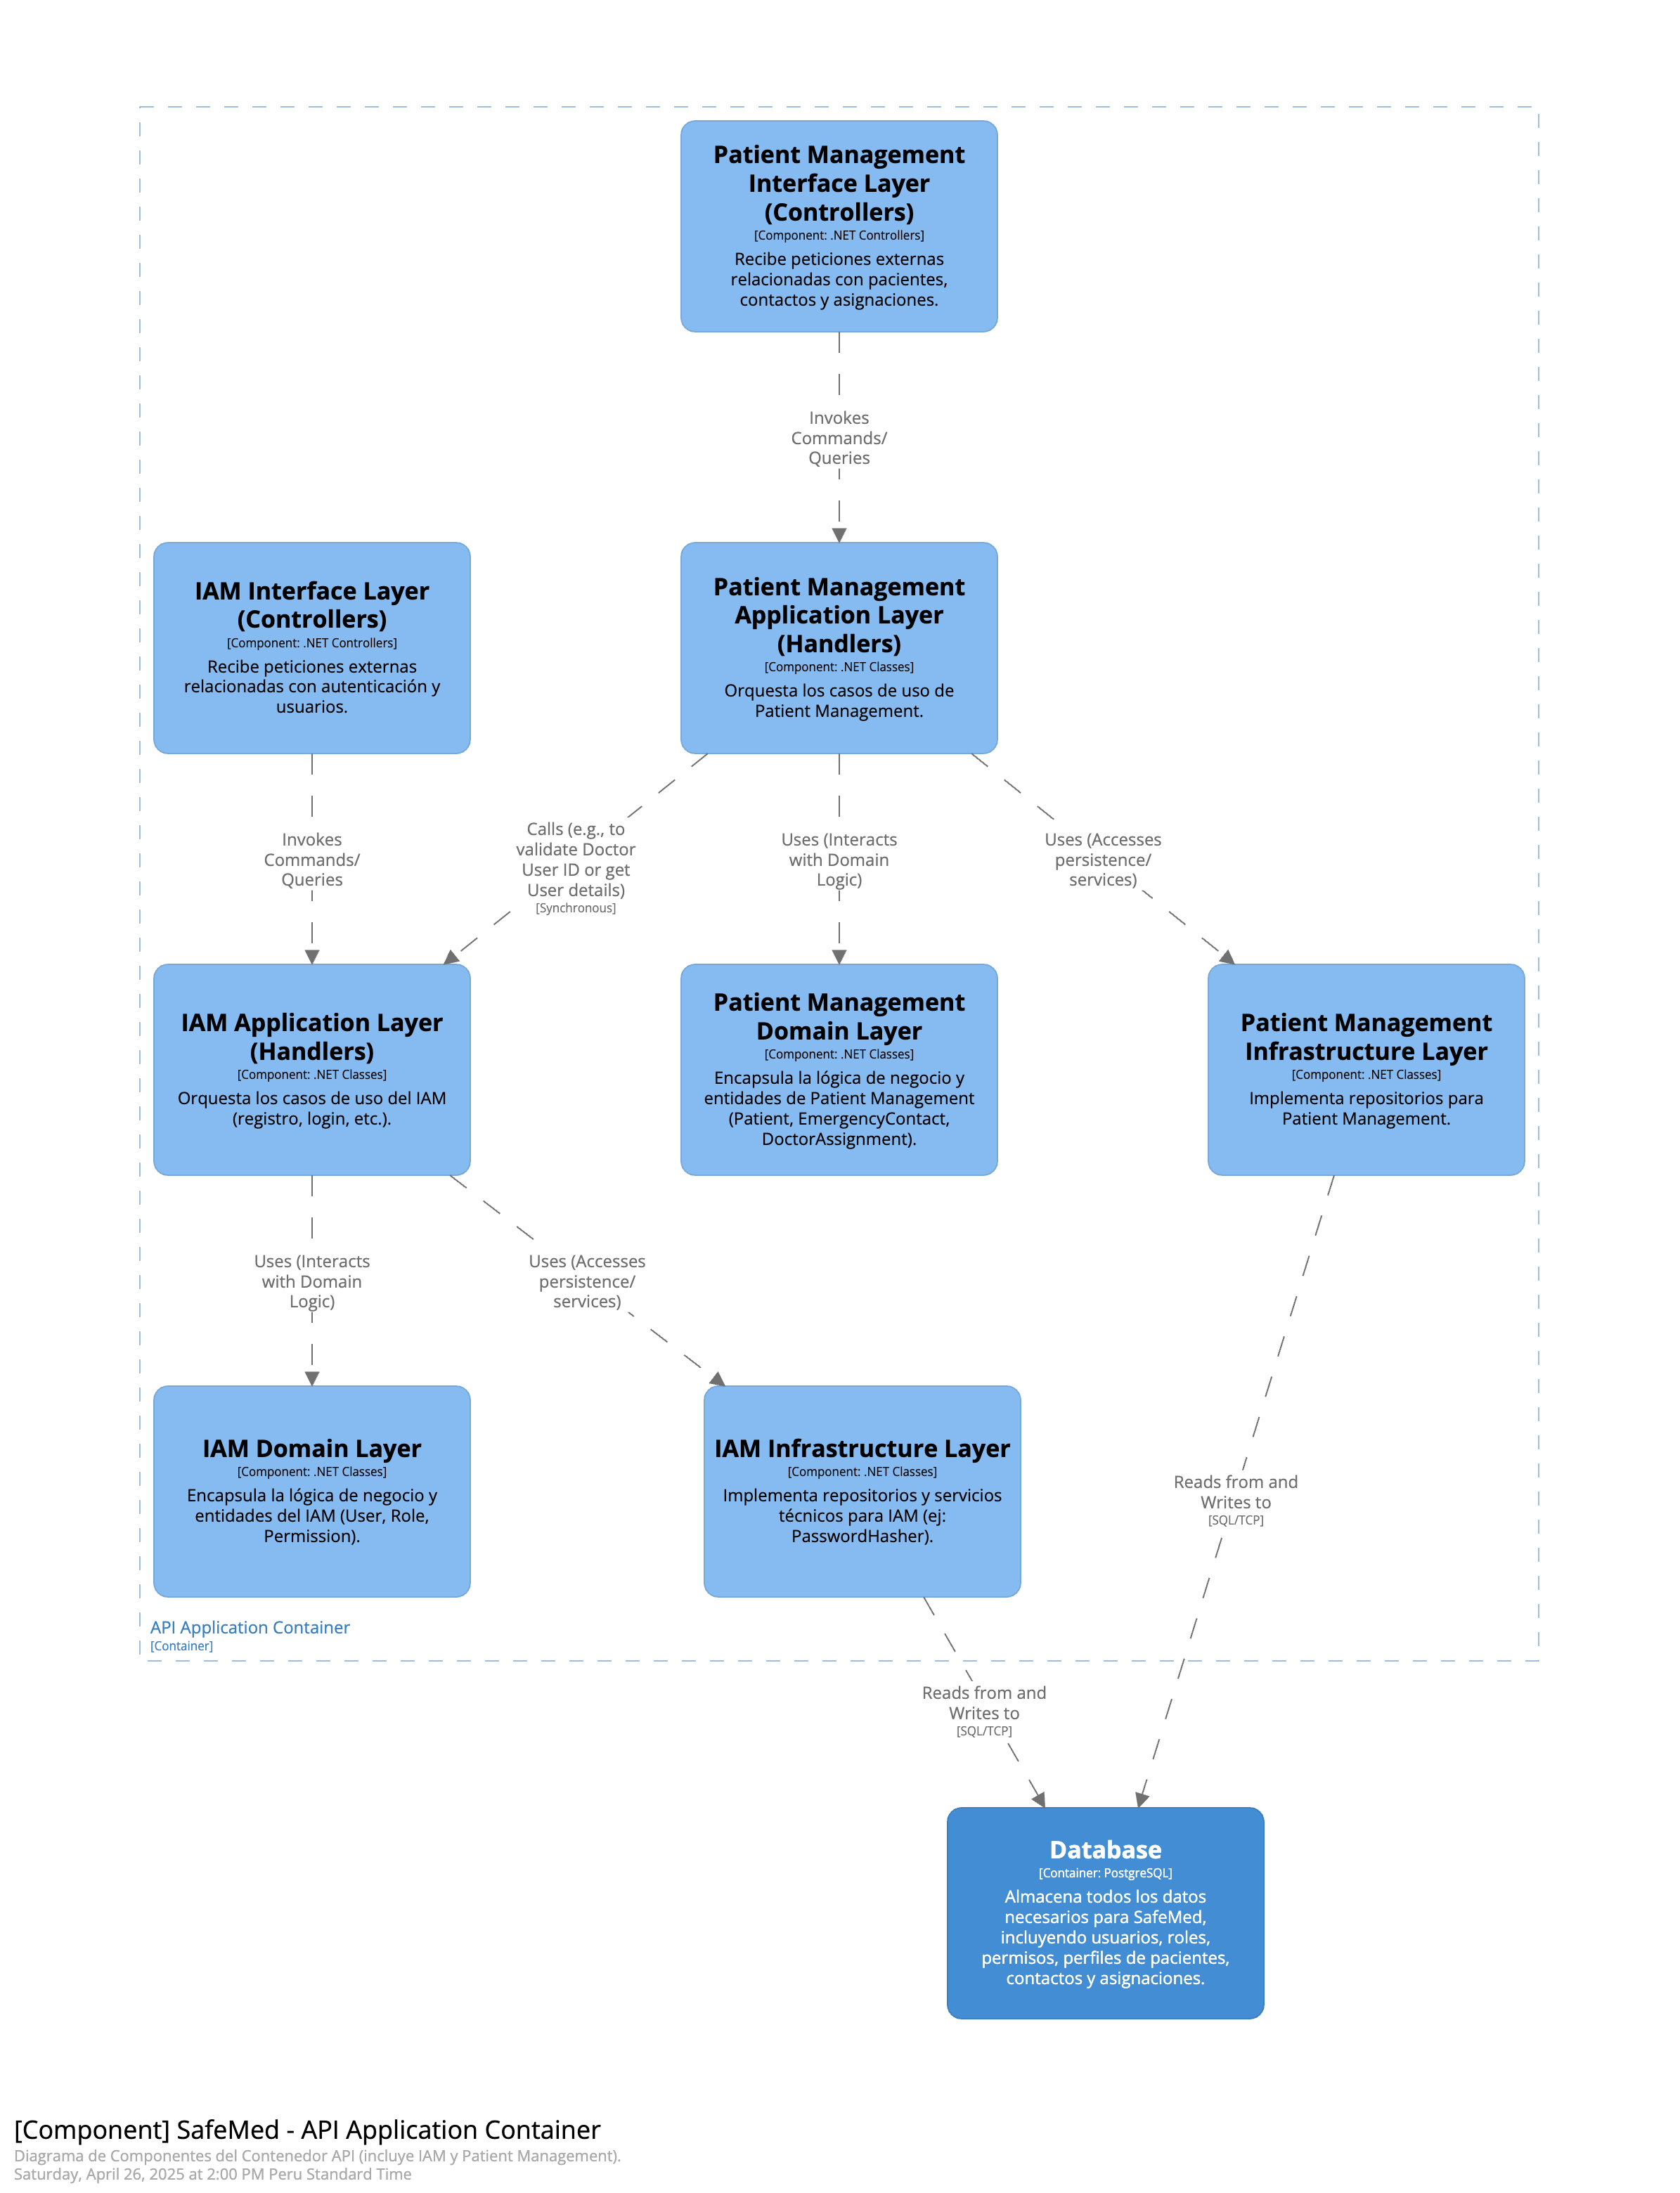 Patient Management
Interface Layer
(Controllers)
[Component: .NET Controllers]
Recibe peticiones externas
relacionadas con pacientes,
contactos y asignaciones.
Invokes
Commands/
Queries
IAM Interface Layer
(Controllers)
[Component: .NET Controllers]
Recibe peticiones externas
relacionadas con autenticación y
usuarios.
Patient Management
Application Layer
(Handlers)
[Component: .NET Classes]
Orquesta los casos de uso de
Patient Management.
Invokes
Commands/
Queries
Calls (e.g., to
validate Doctor
User ID or get
User details)
[Synchronous]
Uses (Interacts
with Domain
Logic)
Uses (Accesses
persistence/
services)
IAM Application Layer
(Handlers)
[Component: .NET Classes]
Orquesta los casos de uso del IAM
(registro, login, etc.).
Patient Management
Domain Layer
[Component: .NET Classes]
Encapsula la lógica de negocio y
entidades de Patient Management
(Patient, EmergencyContact,
DoctorAssignment).
Patient Management
Infrastructure Layer
[Component: .NET Classes]
Implementa repositorios para
Patient Management.
Uses (Interacts
with Domain
Logic)
Uses (Accesses
persistence/
services)
IAM Domain Layer
[Component: .NET Classes]
Encapsula la lógica de negocio y
entidades del IAM (User, Role,
Permission).
IAM Infrastructure Layer
[Component: .NET Classes]
Implementa repositorios y servicios
técnicos para IAM (ej:
PasswordHasher).
Reads from and
Writes to
[SQL/TCP]
API Application Container
[Container]
Reads from and
Writes to
[SQL/TCP]
Database
[Container: PostgreSQL]
Almacena todos los datos
necesarios para SafeMed,
incluyendo usuarios, roles,
permisos, perfiles de pacientes,
contactos y asignaciones.
[Component] SafeMed - API Application Container
Diagrama de Componentes del Contenedor API (incluye IAM y Patient Management).
Saturday, April 26, 2025 at 2:00 PM Peru Standard Time